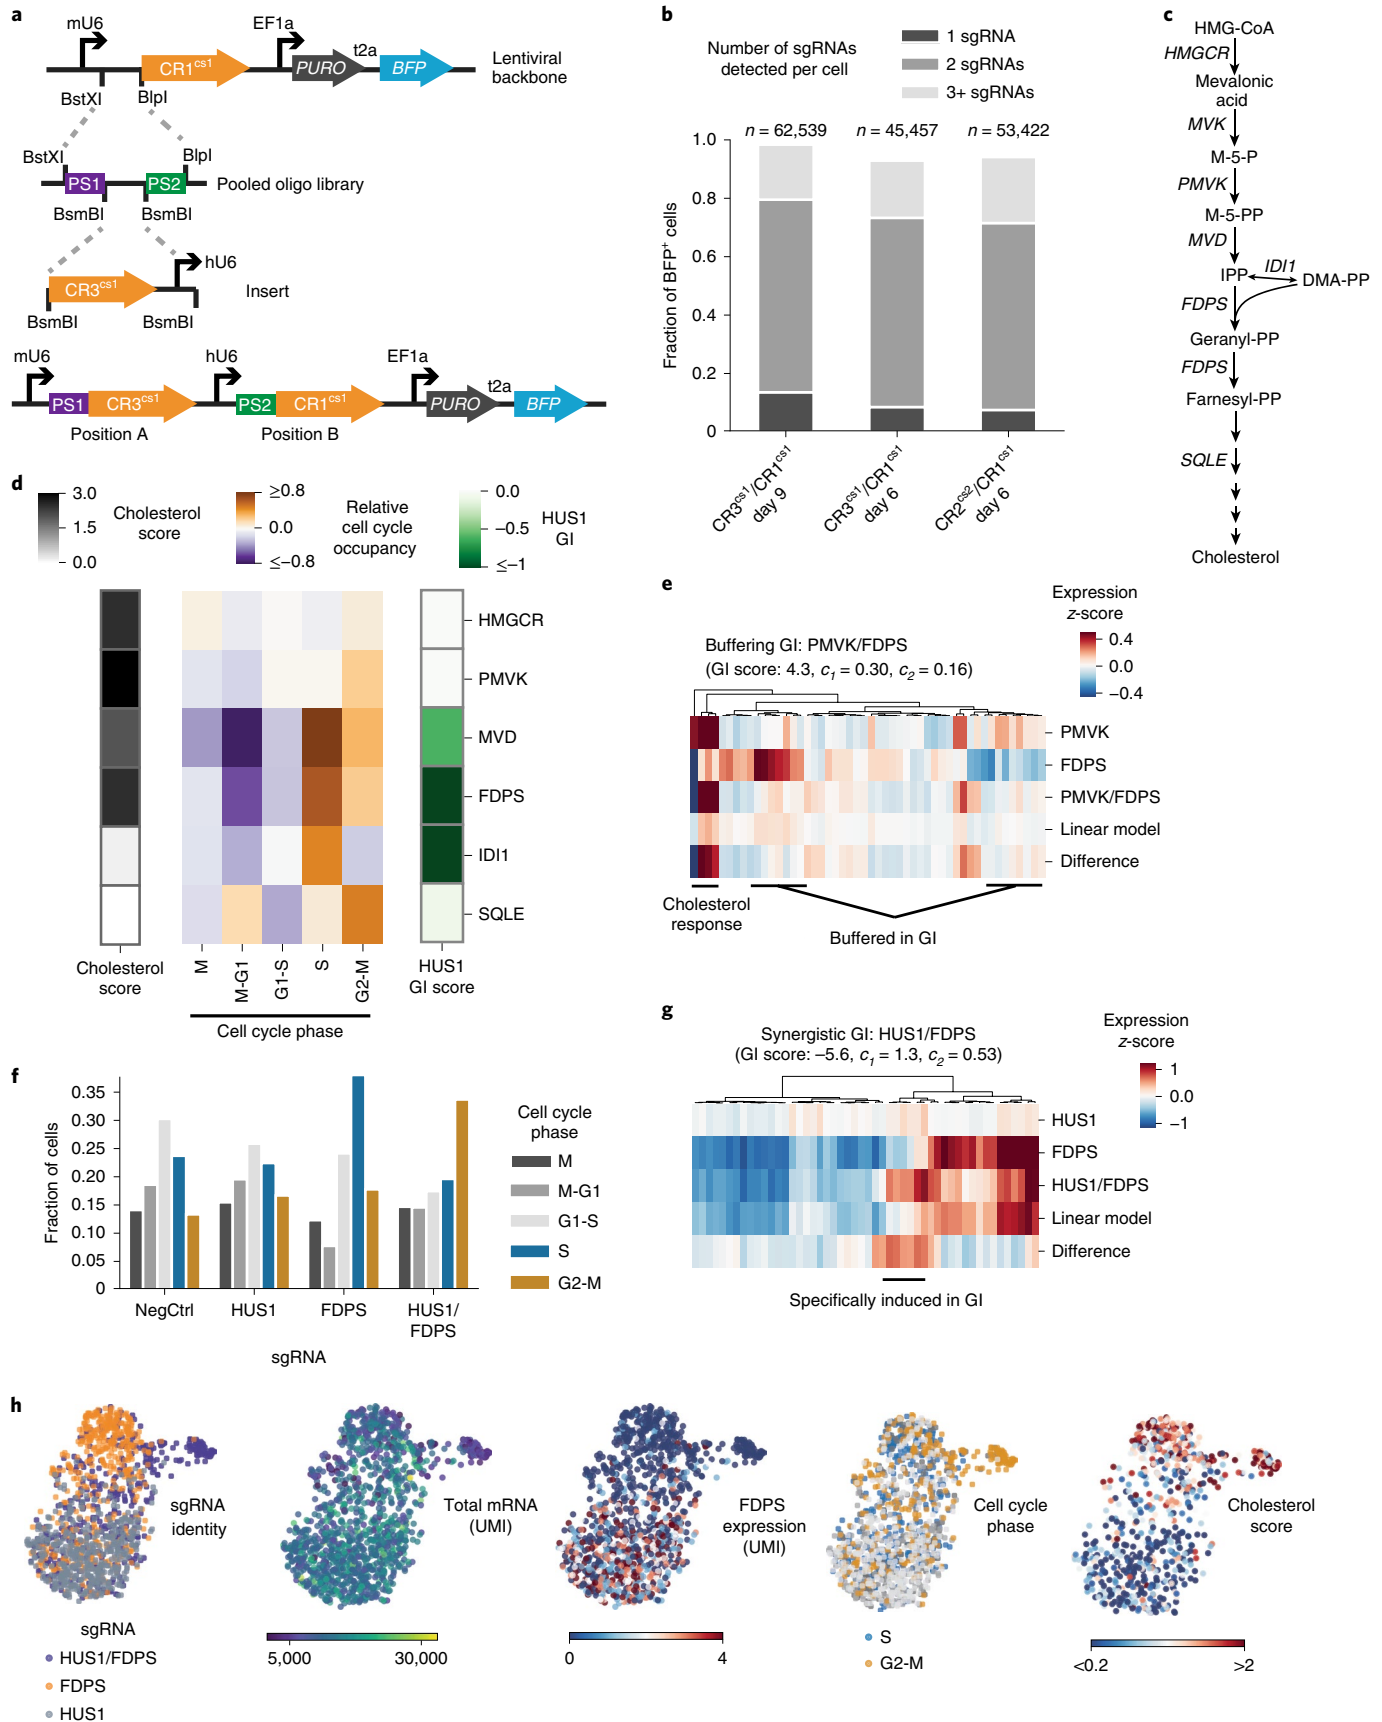 a
mU6
EF1a
t2a
CR1cs1
PURO
BFP
Lentiviral
backbone
BstXI
BlpI
BstXI
BlpI
PS1
PS2
Pooled oligo library
BsmBI
BsmBI
hU6
CR3cs1
Insert
BsmBI
BsmBI
mU6
hU6
EF1a
t2a
PS1
CR3cs1
PS2
CR1cs1
PURO
BFP
Position A
Position B
b
Number of sgRNAs
detected per cell
1 sgRNA
2 sgRNAs
3+ sgRNAs
n = 62,539
n = 45,457
n = 53,422
1.0
0.8
0.6
0.4
0.2
0
Fraction of BFP+ cells
CR3cs1/CR1cs1
day 9
CR3cs1/CR1cs1
day 6
CR2cs2/CR1cs1
day 6
c
HMG-CoA
HMGCR
Mevalonic
acid
MVK
M-5-P
PMVK
M-5-PP
MVD
IPP
IDI1
DMA-PP
FDPS
Geranyl-PP
FDPS
Farnesyl-PP
SQLE
Cholesterol
d
3.0
1.5
0.0
Cholesterol
score
≥0.8
0.0
≤−0.8
Relative
cell cycle
occupancy
0.0
−0.5
≤−1
HUS1
GI
HMGCR
PMVK
MVD
FDPS
IDI1
SQLE
Cholesterol
score
M
M-G1
G1-S
S
G2-M
Cell cycle phase
HUS1
GI score
e
Expression
z-score
0.4
0.0
−0.4
Buffering GI: PMVK/FDPS
(GI score: 4.3, c1 = 0.30, c2 = 0.16)
PMVK
FDPS
PMVK/FDPS
Linear model
Difference
Cholesterol
response
Buffered in GI
f
0.35
0.30
0.25
0.20
0.15
0.10
0.05
0
Fraction of cells
NegCtrl
HUS1
FDPS
HUS1/
FDPS
sgRNA
Cell cycle
phase
M
M-G1
G1-S
S
G2-M
g
Synergistic GI: HUS1/FDPS
(GI score: −5.6, c1 = 1.3, c2 = 0.53)
Expression
z-score
1
0.0
−1
HUS1
FDPS
HUS1/FDPS
Linear model
Difference
Specifically induced in GI
h
sgRNA
identity
sgRNA
HUS1/FDPS
FDPS
HUS1
Total mRNA
(UMI)
5,000
30,000
FDPS
expression
(UMI)
0
4
Cell cycle
phase
S
G2-M
Cholesterol
score
<0.2
>2